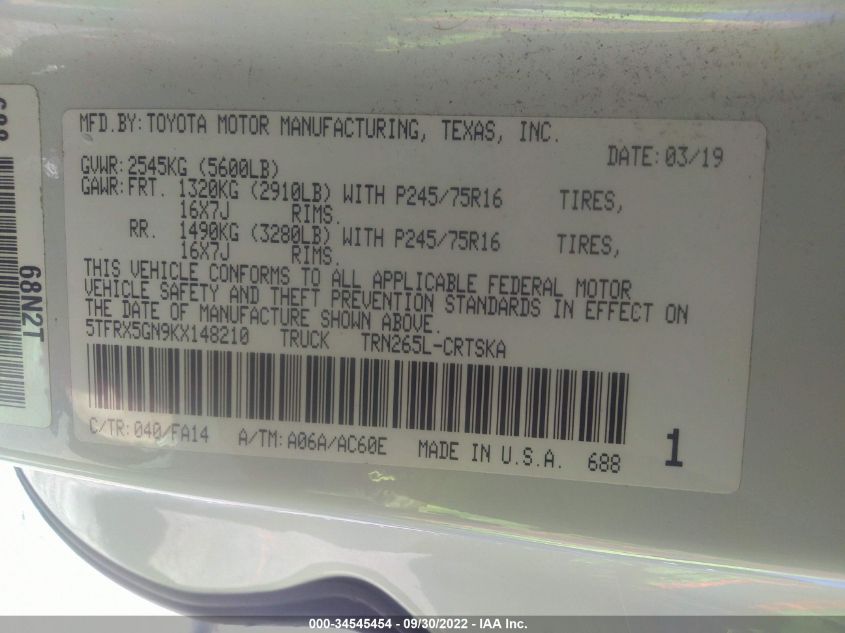 MFD.BY: TOYOTA MOTOR MANUFACTURING, TEXAS, INC.
DATE: 03/19
GVWR: 2545KG (5600LB)
GAWR: FRT. 1320KG (2910LB) WITH P245/75R16 TIRES,
16X7J RIMS.
RR. 1490KG (3280LB) WITH P245/75R16 TIRES,
16X7J RIMS.
THIS VEHICLE CONFORMS TO ALL APPLICABLE FEDERAL MOTOR
VEHICLE SAFETY AND THEFT PREVENTION STANDARDS IN EFFECT ON
THE DATE OF MANUFACTURE SHOWN ABOVE.
5TFRX5GN9KX148210 TRUCK TRN265L-CRTSKA
C/TR: 040/FA14 A/TM: A06A/AC60E MADE IN U.S.A. 688 1
68N2T
000-34545454 - 09/30/2022 - IAA Inc.